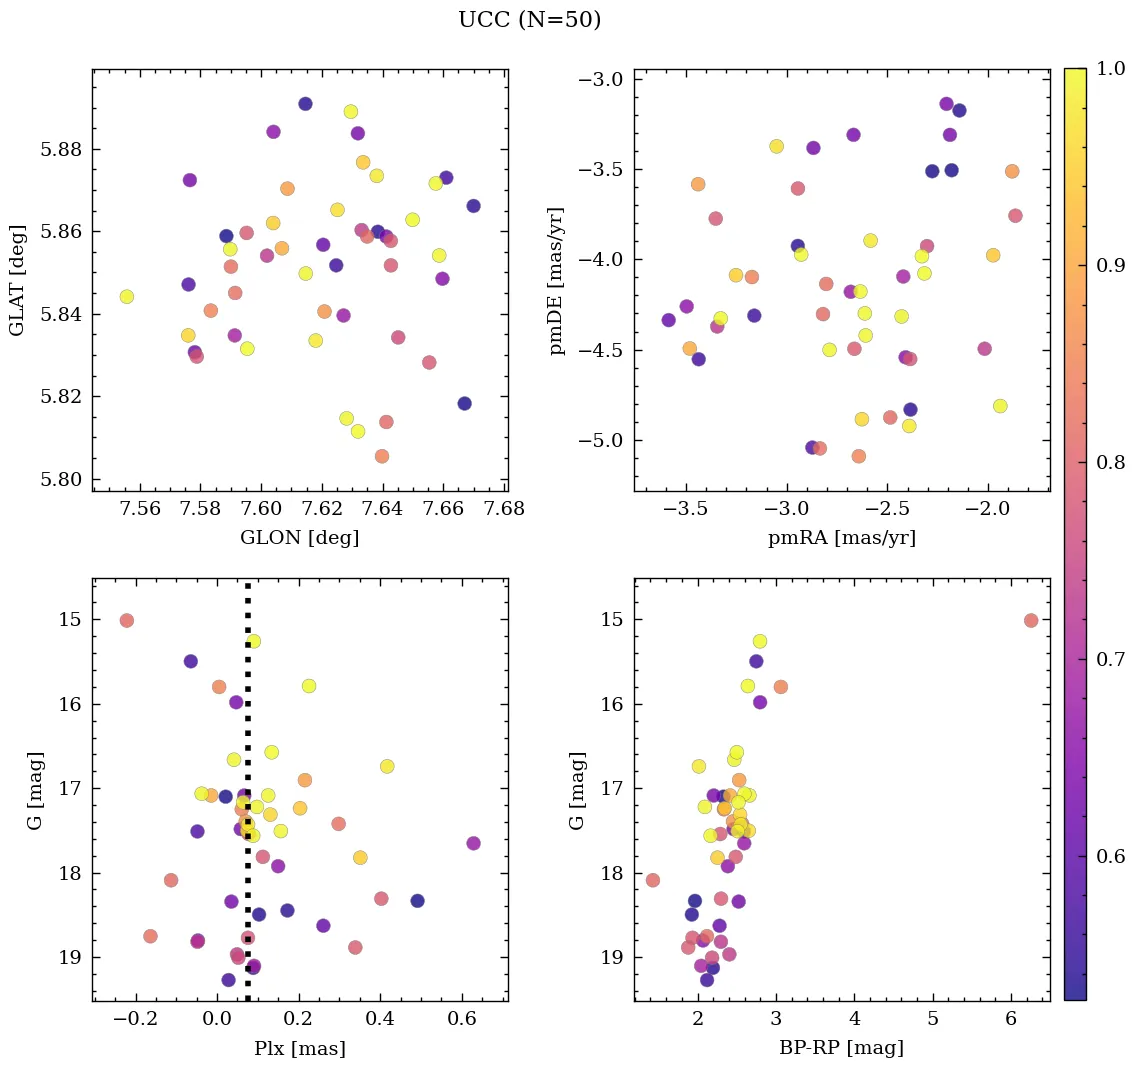 UCC (N=50)
5.88
5.86
5.84
5.82
5.80
GLAT [deg]
7.56 7.58 7.60 7.62 7.64 7.66 7.68
GLON [deg]
−3.0
−3.5
−4.0
−4.5
−5.0
pmDE [mas/yr]
−3.5 −3.0 −2.5 −2.0
pmRA [mas/yr]
15
16
17
18
19
G [mag]
−0.2 0.0 0.2 0.4 0.6
Plx [mas]
15
16
17
18
19
G [mag]
2 3 4 5 6
BP-RP [mag]
1.0
0.9
0.8
0.7
0.6